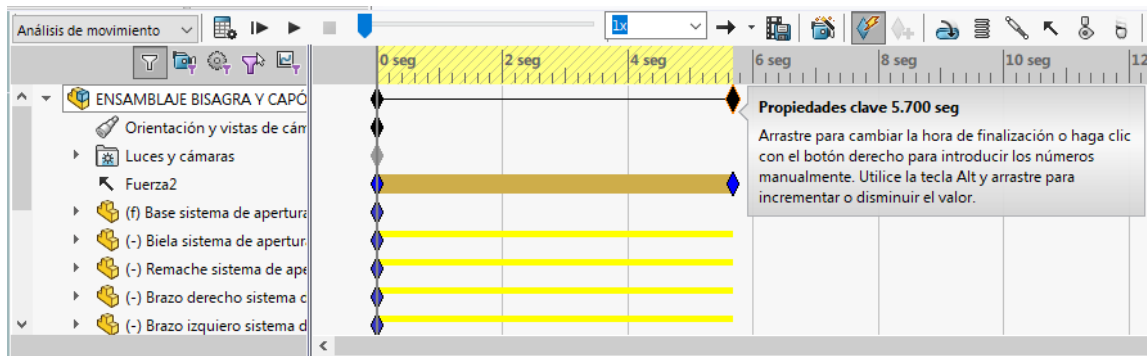 Análisis de movimiento
1x
0 seg 2 seg 4 seg 6 seg 8 seg 10 seg 12
ENSAMBLAJE BISAGRA Y CAPÓ
Orientación y vistas de cám
Luces y cámaras
Fuerza2
(f) Base sistema de apertura
(-) Biela sistema de apertur
(-) Remache sistema de ape
(-) Brazo derecho sistema c
(-) Brazo izquiero sistema d
Propiedades clave 5.700 seg
Arrastre para cambiar la hora de finalización o haga clic
con el botón derecho para introducir los números
manualmente. Utilice la tecla Alt y arrastre para
incrementar o disminuir el valor.